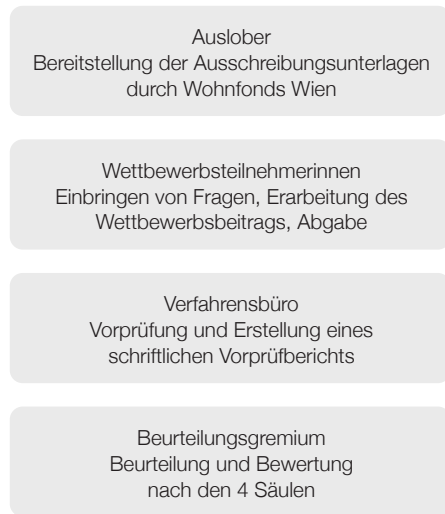 Auslober
Bereitstellung der Ausschreibungsunterlagen
durch Wohnfonds Wien
Wettbewerbsteilnehmerinnen
Einbringen von Fragen, Erarbeitung des
Wettbewerbsbeitrags, Abgabe
Verfahrensbüro
Vorprüfung und Erstellung eines
schriftlichen Vorprüfberichts
Beurteilungsgremium
Beurteilung und Bewertung
nach den 4 Säulen